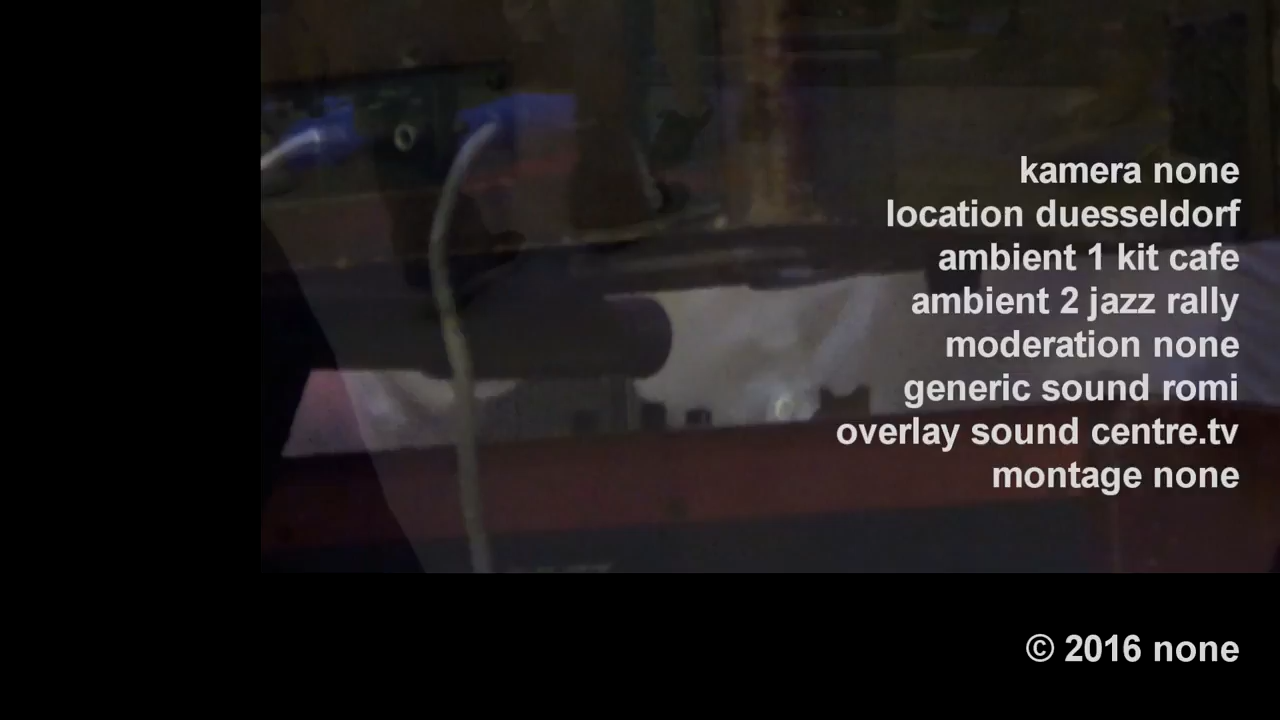 kamera none
location duesseldorf
ambient 1 kit cafe
ambient 2 jazz rally
moderation none
generic sound romi
overlay sound centre.tv
montage none
© 2016 none